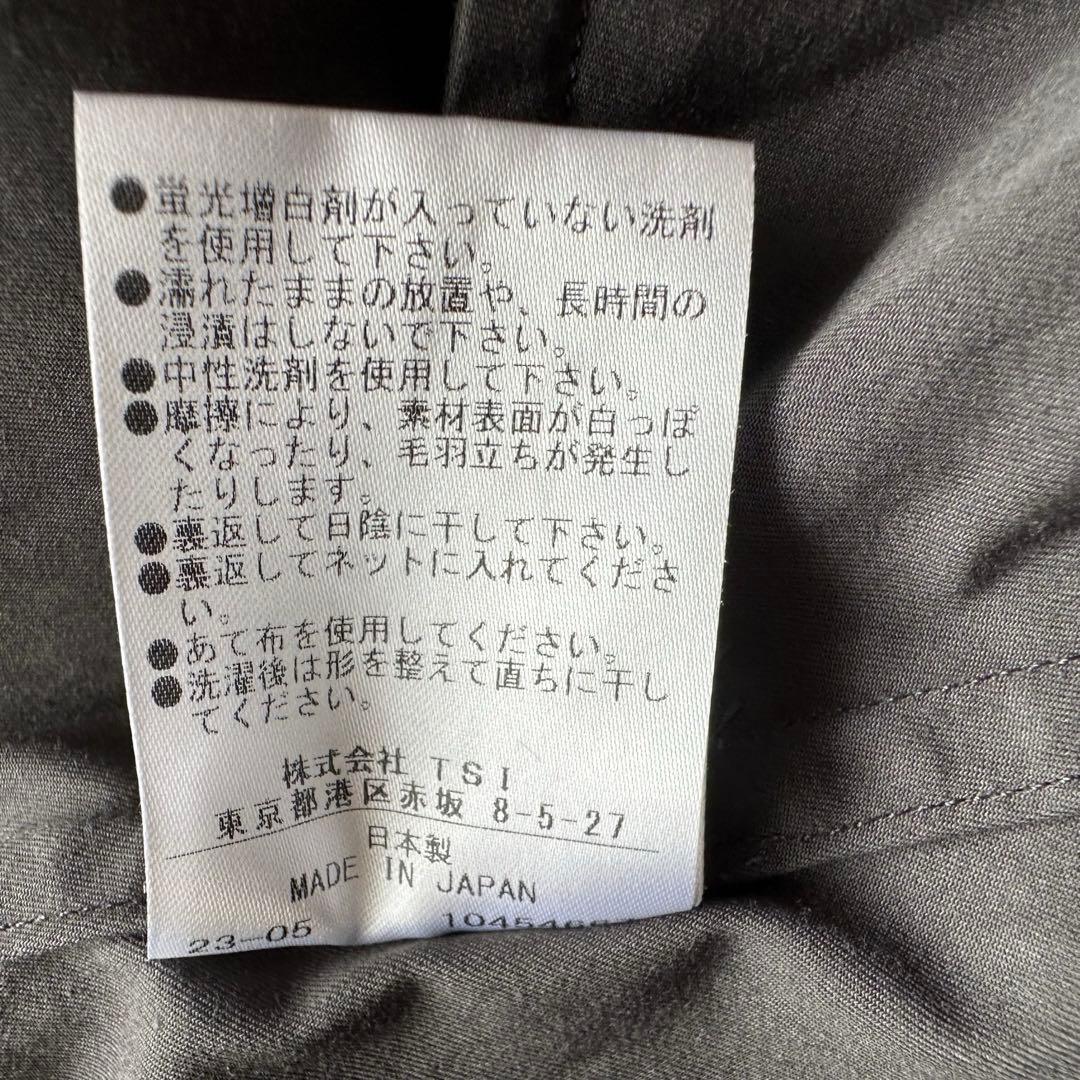 ●蛍光増白剤が入っていない洗剤
を使用して下さい。
●濡れたままの放置や、長時間の
浸漬はしないで下さい。
●中性洗剤を使用して下さい。
●摩擦により、素材表面が白っぽ
くなったり、毛羽立ちが発生し
たりします。
●裏返して日陰に干して下さい。
●裏返してネットに入れてくださ
い。
●あて布を使用してください。
●洗濯後は形を整えて直ちに干し
てください。
株式会社 TSI
東京都港区赤坂 8-5-27
日本製
MADE IN JAPAN
23-05